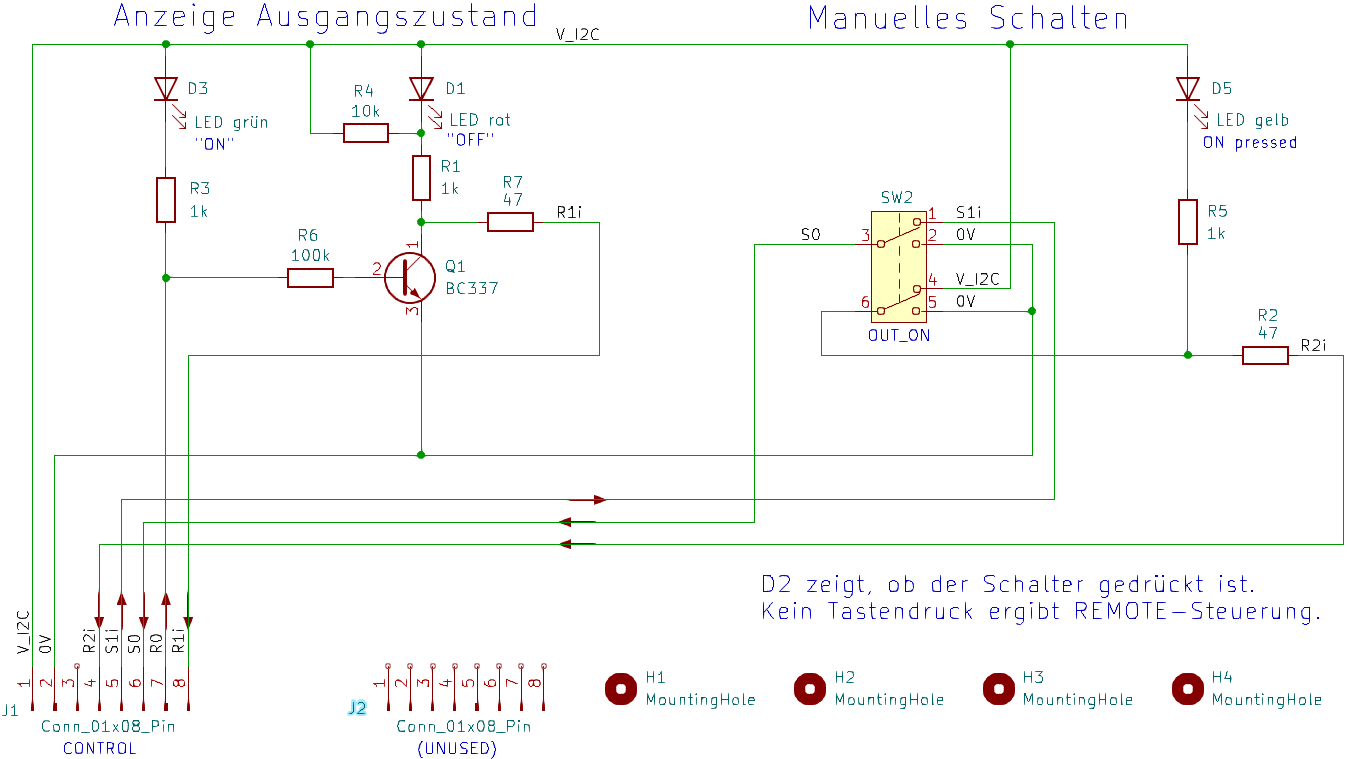 Anzeige Ausgangszustand
Manuelles Schalten
V_I2C
D3
LED grün
"ON"
R4
10k
D1
LED rot
"OFF"
D5
LED gelb
ON pressed
R3
1k
R1
1k
R7
47
R1i
SW2
1
S1i
3
S0
2
0V
4
V_I2C
6
5
0V
OUT_ON
R5
1k
R6
100k
1
2
3
Q1
BC337
R2
47
R2i
D2 zeigt, ob der Schalter gedrückt ist.
Kein Tastendruck ergibt REMOTE-Steuerung.
V_I2C
0V
R2i
S1i
S0
R0
R1i
1
2
3
4
5
6
7
8
J1
Conn_01x08_Pin
CONTROL
1
2
3
4
5
6
7
8
J2
Conn_01x08_Pin
(UNUSED)
H1
MountingHole
H2
MountingHole
H3
MountingHole
H4
MountingHole